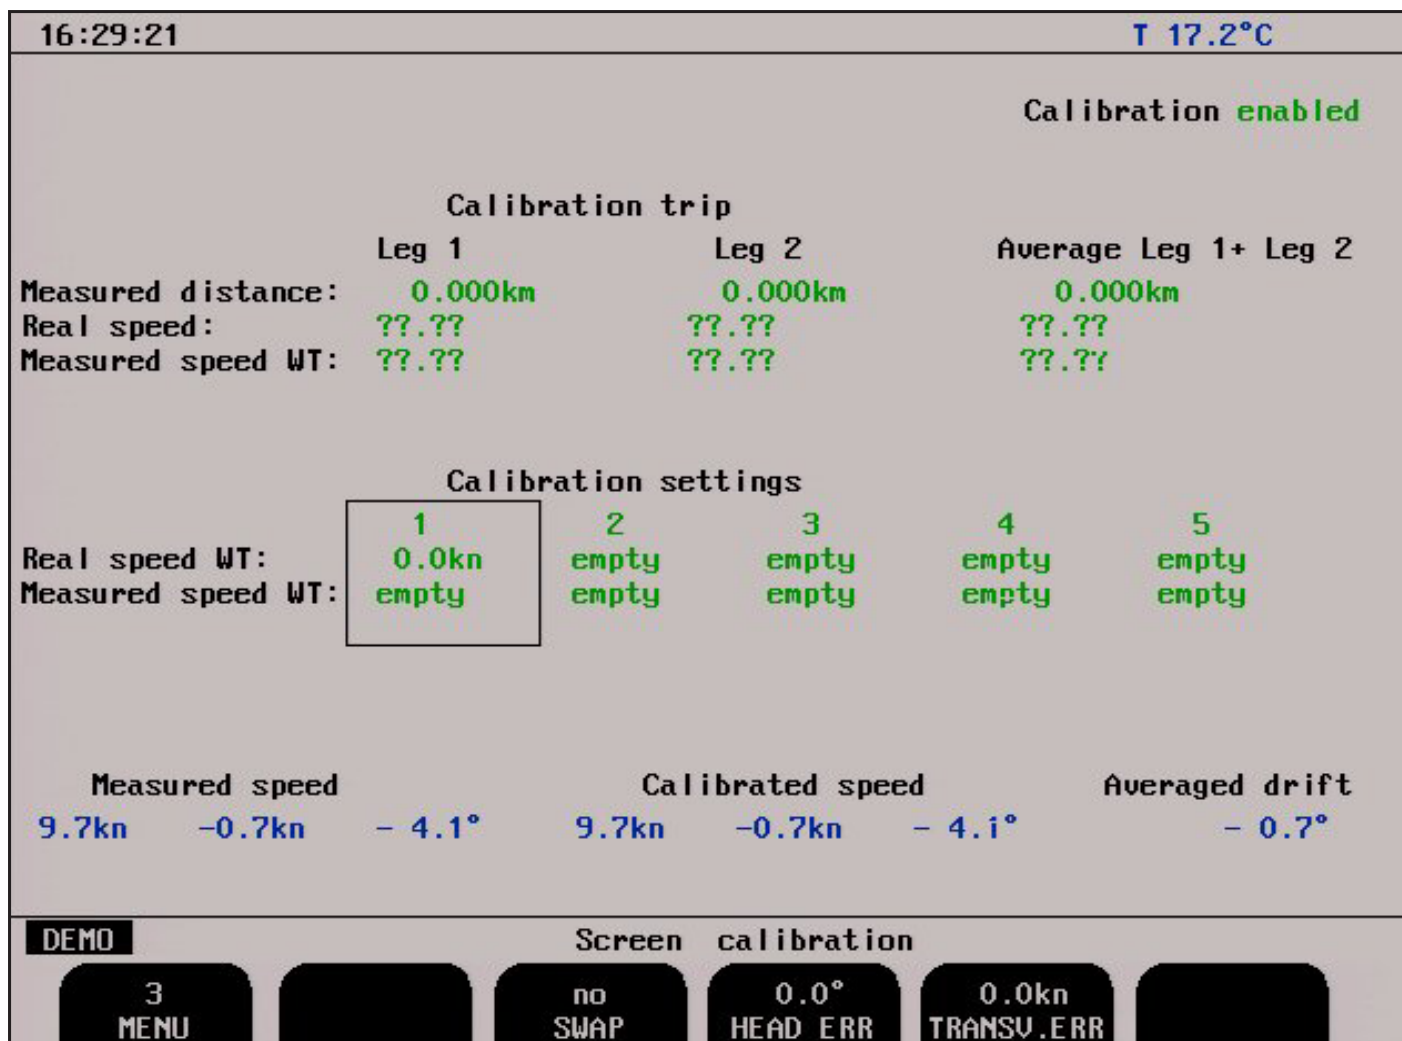 16:29:21 T 17.2°C
Calibration enabled
Calibration trip
Leg 1 Leg 2 Average Leg 1+ Leg 2
Measured distance: 0.000km 0.000km 0.000km
Real speed: ??.?? ??.?? ??.??
Measured speed WT: ??.?? ??.?? ??.??
Calibration settings
1 2 3 4 5
Real speed WT: 0.0kn empty empty empty empty
Measured speed WT: empty empty empty empty empty
Measured speed Calibrated speed Averaged drift
9.7kn -0.7kn - 4.1° 9.7kn -0.7kn - 4.1° - 0.7°
DEMO Screen calibration
3 no 0.0° 0.0kn
MENU SWAP HEAD ERR TRANSV.ERR